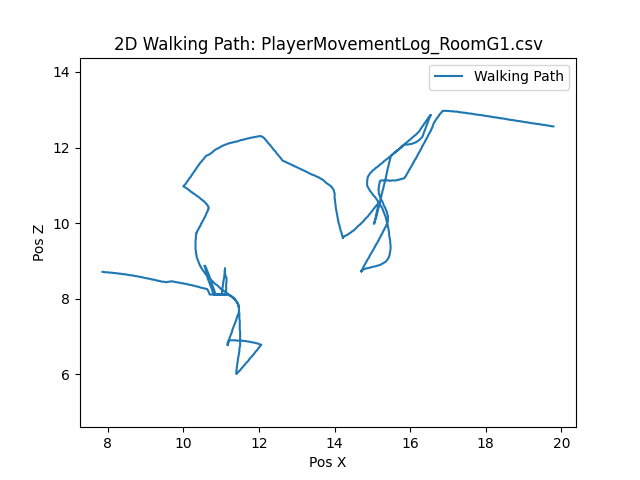 2D Walking Path: PlayerMovementLog_RoomG1.csv
Walking Path
14
12
10
8
6
Pos Z
8 10 12 14 16 18 20
Pos X